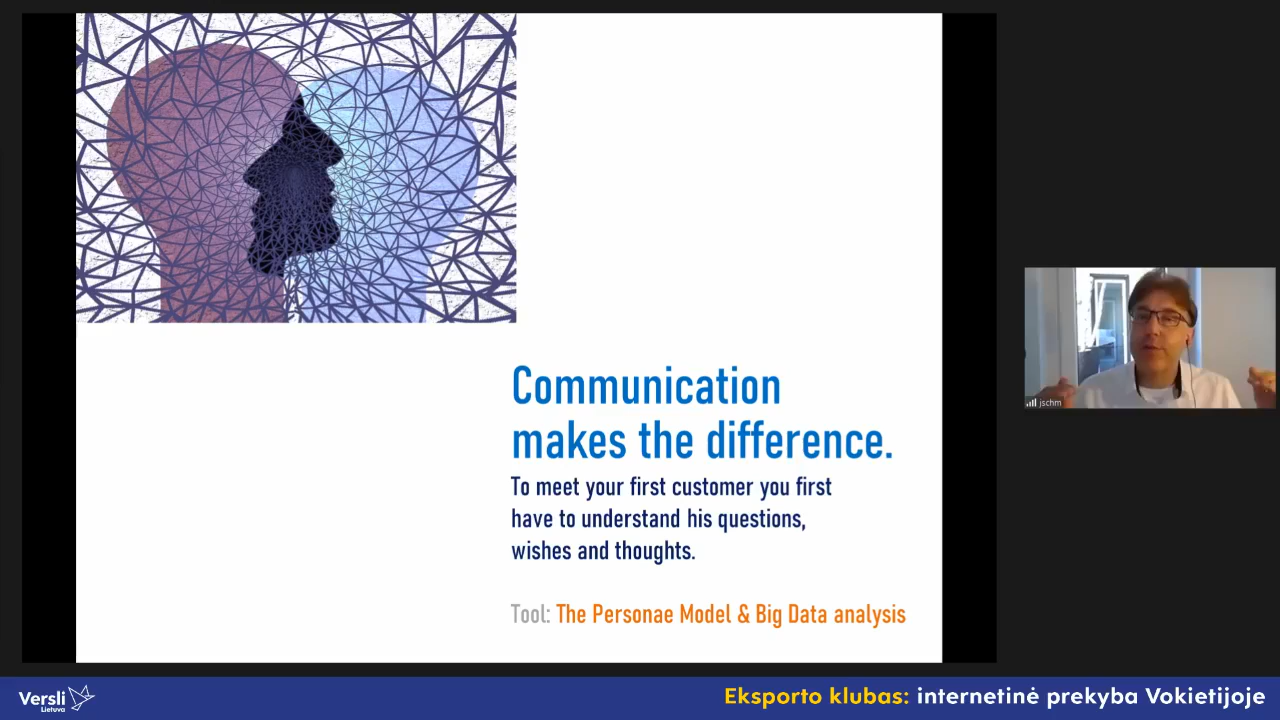 Communication
makes the difference.
To meet your first customer you first
have to understand his questions,
wishes and thoughts.
Tool: The Personae Model & Big Data analysis
jschm
Versli
Lietuva
Eksporto klubas: internetinė prekyba Vokietijoje